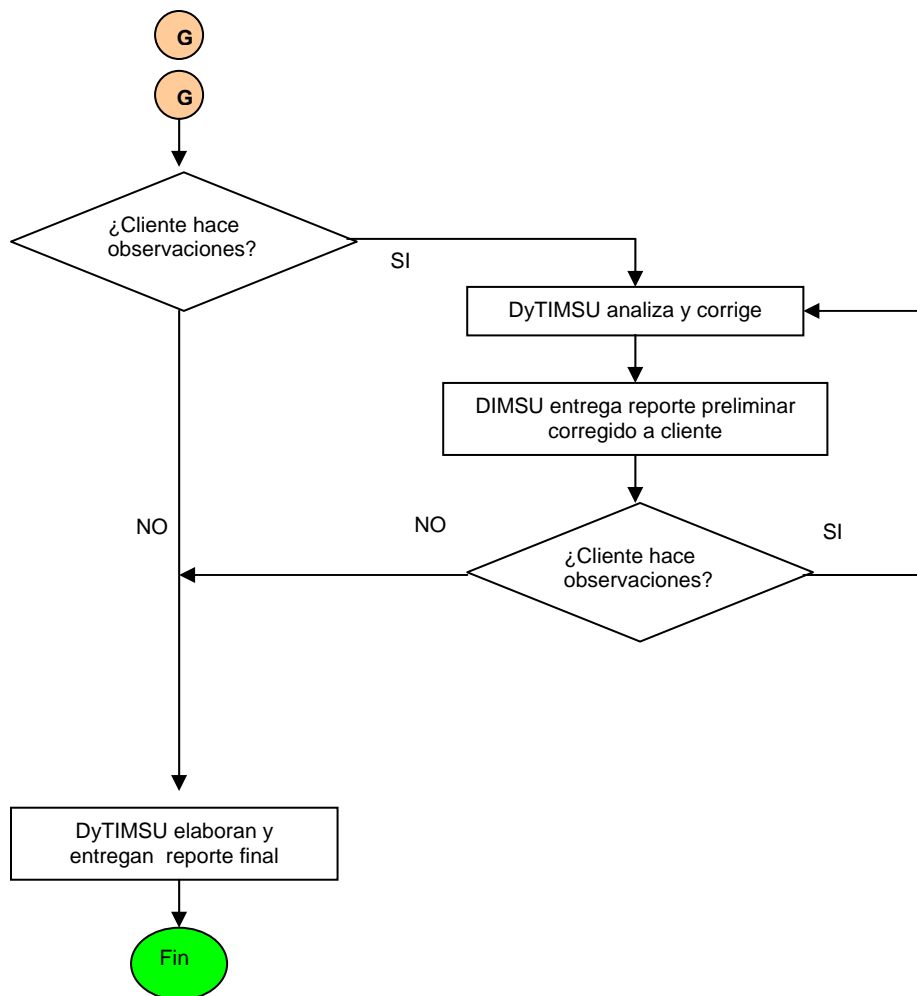 G
G
¿Cliente hace
observaciones?
SI
DyTIMSU analiza y corrige
DIMSU entrega reporte preliminar
corregido a cliente
NO
NO
SI
¿Cliente hace
observaciones?
DyTIMSU elaboran y
entregan  reporte final
Fin